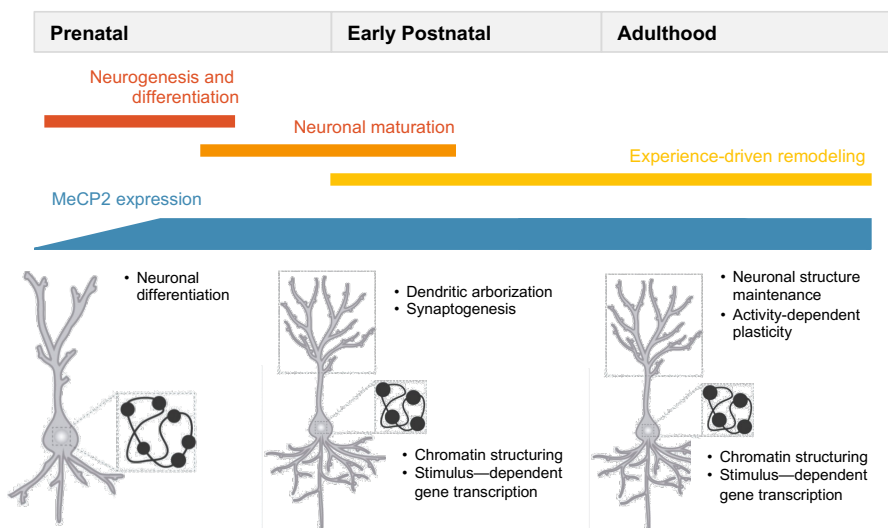 Prenatal
Early Postnatal
Adulthood
Neurogenesis and
differentiation
Neuronal maturation
Experience-driven remodeling
MeCP2 expression
• Neuronal
differentiation
• Dendritic arborization
• Synaptogenesis
• Neuronal structure
maintenance
• Activity-dependent
plasticity
• Chromatin structuring
• Stimulus—dependent
gene transcription
• Chromatin structuring
• Stimulus—dependent
gene transcription